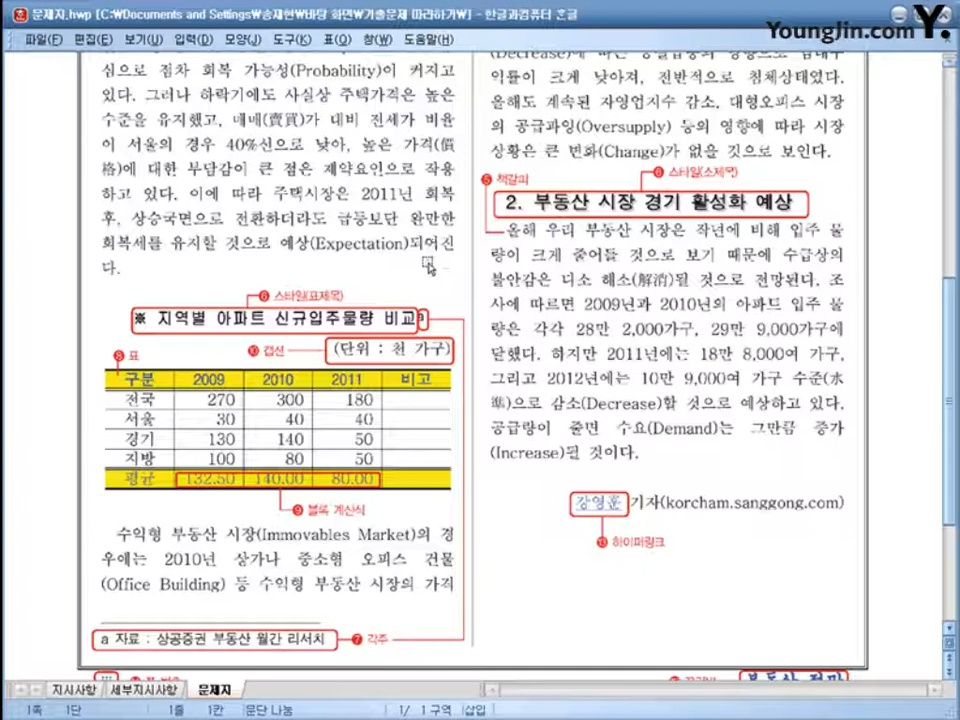 문제지.hwp [C:₩Documents and Settings₩송재현₩바탕 화면₩기출문제 따라하기₩] - 한글과컴퓨터 한글
YoungJin.com Y.
파일(F) 편집(E) 보기(U) 입력(D) 모양(J) 도구(K) 표(Q) 창(W) 도움말(H)
심으로 점차 회복 가능성(Probability)이 커지고
있다. 그러나 하락기에도 사실상 주택가격은 높은
수준을 유지했고, 매매(賣買)가 대비 전세가 비율
이 서울의 경우 40%선으로 낮아, 높은 가격(價
格)에 대한 부담감이 큰 점은 제약요인으로 작용
하고 있다. 이에 따라 주택시장은 2011년 회복
후, 상승국면으로 전환하더라도 급등보단 완만한
회복세를 유지할 것으로 예상(Expectation)되어진
다.
6 스타일(표제목)
※ 지역별 아파트 신규입주물량 비교a
10 캡션 (단위 : 천 가구)
8 표
구분 2009 2010 2011 비고
전국 270 300 180
서울 30 40 40
경기 130 140 50
지방 100 80 50
평균 132.50 140.00 80.00
9 블록 계산식
수익형 부동산 시장(Immovables Market)의 경
우에는 2010년 상가나 중소형 오피스 건물
(Office Building) 등 수익형 부동산 시장의 가격
a 자료 : 상공증권 부동산 월간 리서치 7 각주
(Decrease)에 따른 공실급증의 영향으로 임대수
익률이 크게 낮아져, 전반적으로 침체상태였다.
올해도 계속된 자영업지수 감소, 대형오피스 시장
의 공급과잉(Oversupply) 등의 영향에 따라 시장
상황은 큰 변화(Change)가 없을 것으로 보인다.
5 책갈피 6 스타일(소제목)
2. 부동산 시장 경기 활성화 예상
올해 우리 부동산 시장은 작년에 비해 입주 물
량이 크게 줄어들 것으로 보기 때문에 수급상의
불안감은 다소 해소(解消)될 것으로 전망된다. 조
사에 따르면 2009년과 2010년의 아파트 입주 물
량은 각각 28만 2,000가구, 29만 9,000가구에
달했다. 하지만 2011년에는 18만 8,000여 가구,
그리고 2012년에는 10만 9,000여 가구 수준(水
準)으로 감소(Decrease)할 것으로 예상하고 있다.
공급량이 줄면 수요(Demand)는 그만큼 증가
(Increase)될 것이다.
강영훈 기자(korcham.sanggong.com)
13 하이퍼링크
부동산 전망
지시사항 세부지시사항 문제지
1쪽 1단 1줄 1칸 문단 나눔 1/ 1 구역 삽입